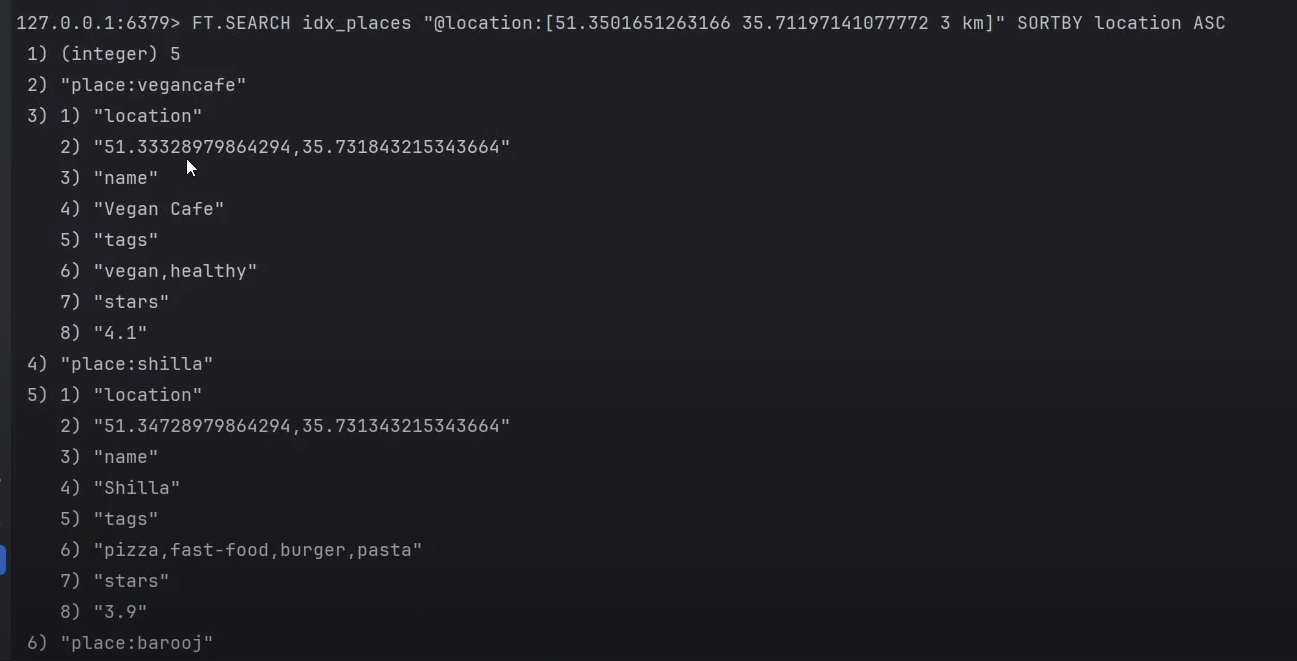 127.0.0.1:6379> FT.SEARCH idx_places "@location:[51.3501651263166 35.71197141077772 3 km]" SORTBY location ASC
1) (integer) 5
2) "place:vegancafe"
3) 1) "location"
2) "51.33328979864294,35.731843215343664"
3) "name"
4) "Vegan Cafe"
5) "tags"
6) "vegan,healthy"
7) "stars"
8) "4.1"
4) "place:shilla"
5) 1) "location"
2) "51.34728979864294,35.731343215343664"
3) "name"
4) "Shilla"
5) "tags"
6) "pizza,fast-food,burger,pasta"
7) "stars"
8) "3.9"
6) "place:barooj"